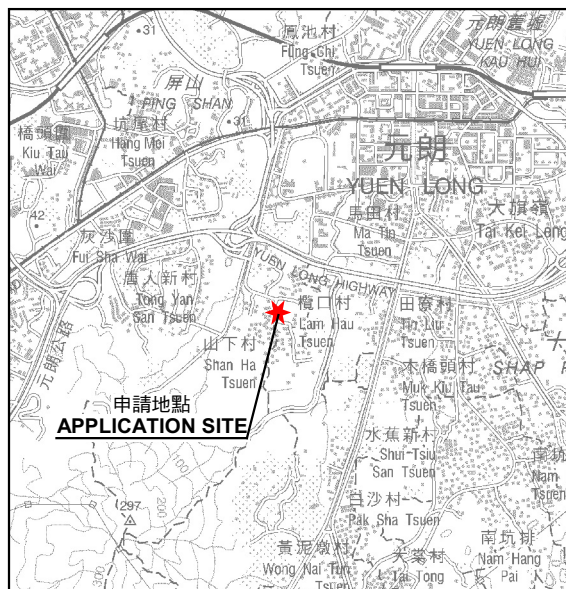 31
鳳池村
Fung Chi
Tsuen
元朗舊墟
YUEN LONG
KAU HUI
屏山
PING SHAN
坑尾村
Hang Mei
Tsuen
31
橋頭圍
Kiu Tau
Wai
元朗
YUEN LONG
42
灰沙圍
Fui Sha Wai
馬田村
Ma Tin
Tsuen
大旗嶺
Tai Kei Leng
YUEN LONG HIGHWAY
唐人新村
Tong Yan
San Tsuen
欖口村
Lam Hau
Tsuen
田寮村
Tin Liu
Tsuen
元朗公路
山下村
Shan Ha
Tsuen
木橋頭村
Muk Kiu Tau
Tsuen
大
SHAP P
申請地點
APPLICATION SITE
水蕉新村
Shui Tsiu
San Tsuen
南坑
Nam
Tsuen
100
200
297
100
白沙村
Pak Sha Tsuen
黃泥墩村
Wong Nai Tun
Tsuen
大棠村
Tai Tong
南坑排
Nam Hang
Pai